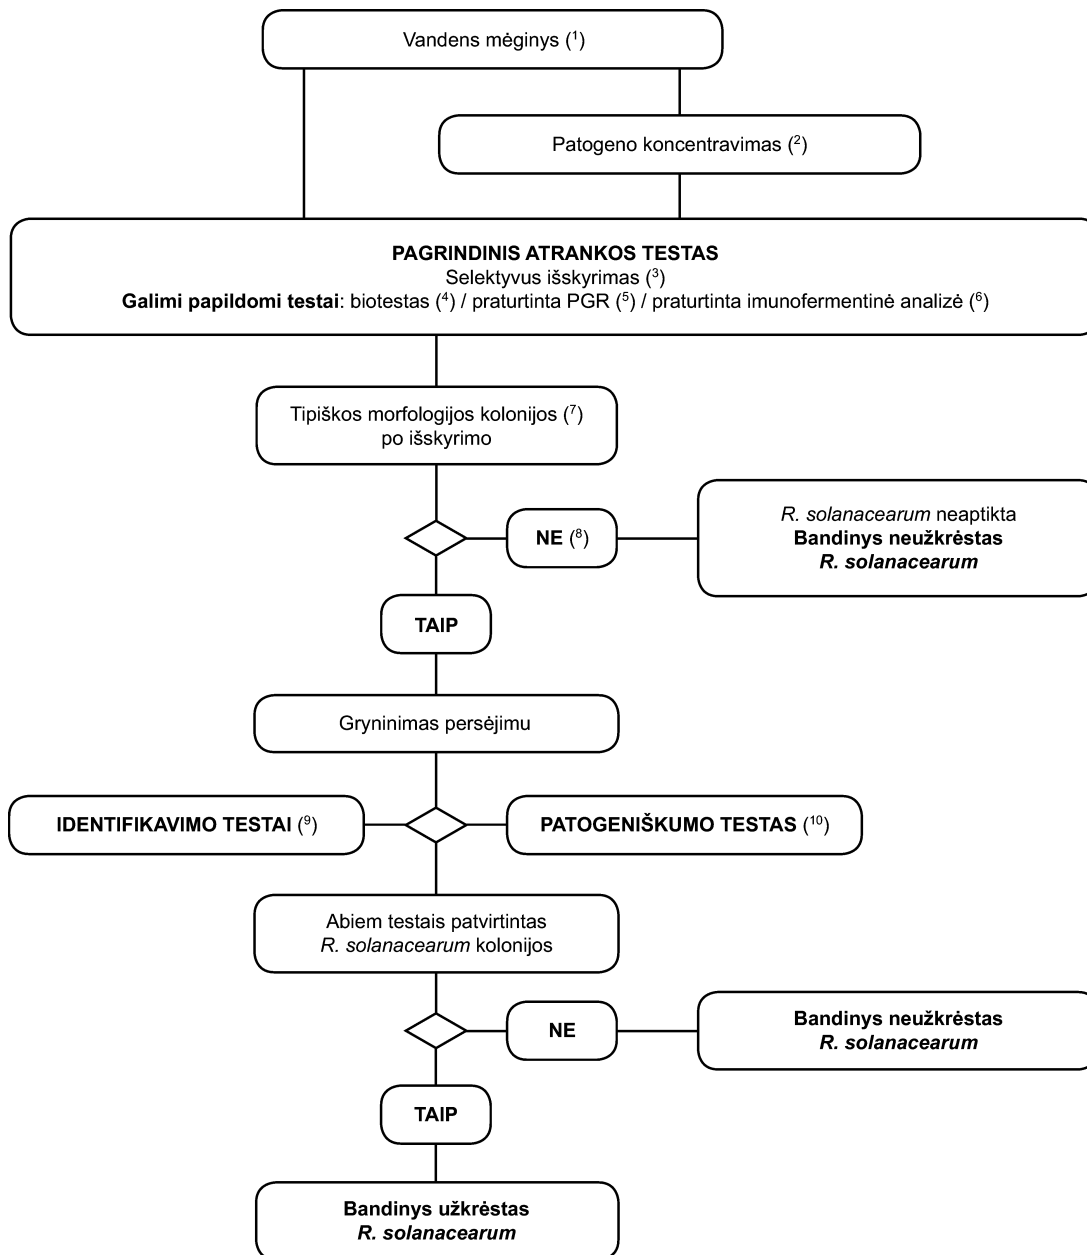 Vandens mėginys (¹)
Patogeno koncentravimas (²)
PAGRINDINIS ATRANKOS TESTAS
Selektyvus išskyrimas (³)
Galimi papildomi testai: biotestas (⁴) / praturtinta PGR (⁵) / praturtinta imunofermentinė analizė (⁶)
Tipiškos morfologijos kolonijos (⁷)
po išskyrimo
NE (⁸)
R. solanacearum neaptikta
Bandinys neužkrėstas
R. solanacearum
TAIP
Gryninimas persėjimu
IDENTIFIKAVIMO TESTAI (⁹)
PATOGENIŠKUMO TESTAS (¹⁰)
Abiem testais patvirtintas
R. solanacearum kolonijos
NE
Bandinys neužkrėstas
R. solanacearum
TAIP
Bandinys užkrėstas
R. solanacearum